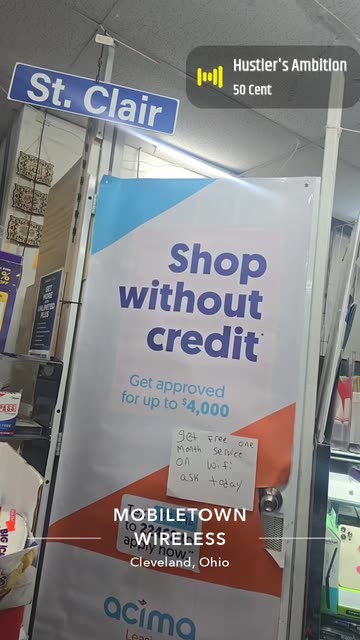 Hustler's Ambition
50 Cent
St. Clair
Shop
without
credit
Get approved
for up to $4,000
get free one
Month service
on wifi
ask today
apply now.
MOBILETOWN
WIRELESS
Cleveland, Ohio
acima